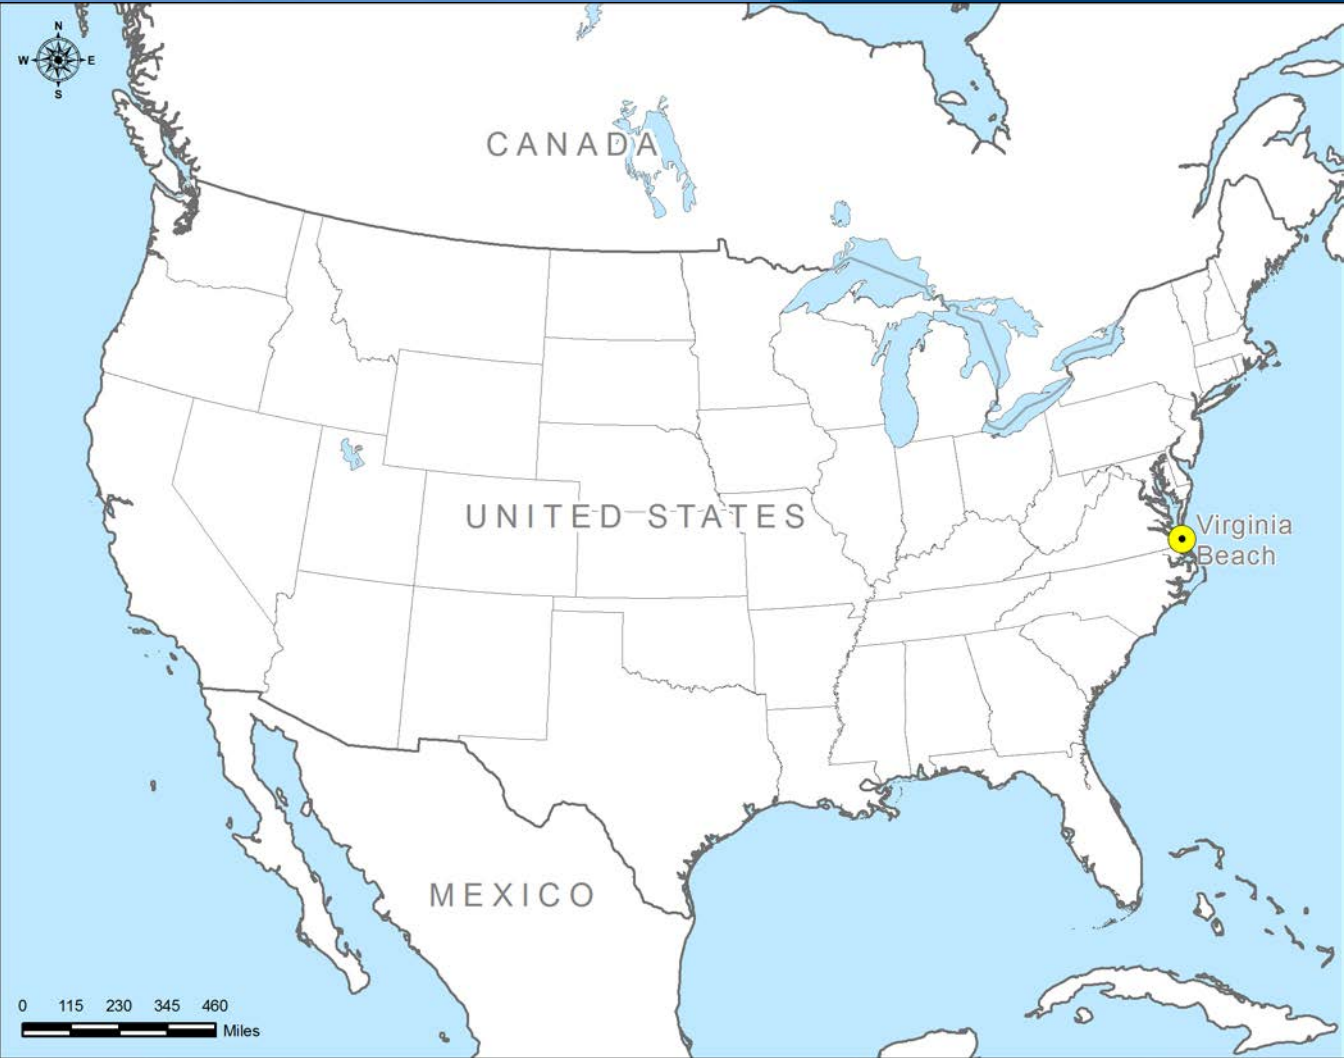 N
W E
S
CANADA
UNITED STATES
Virginia
Beach
MEXICO
0 115 230 345 460
Miles